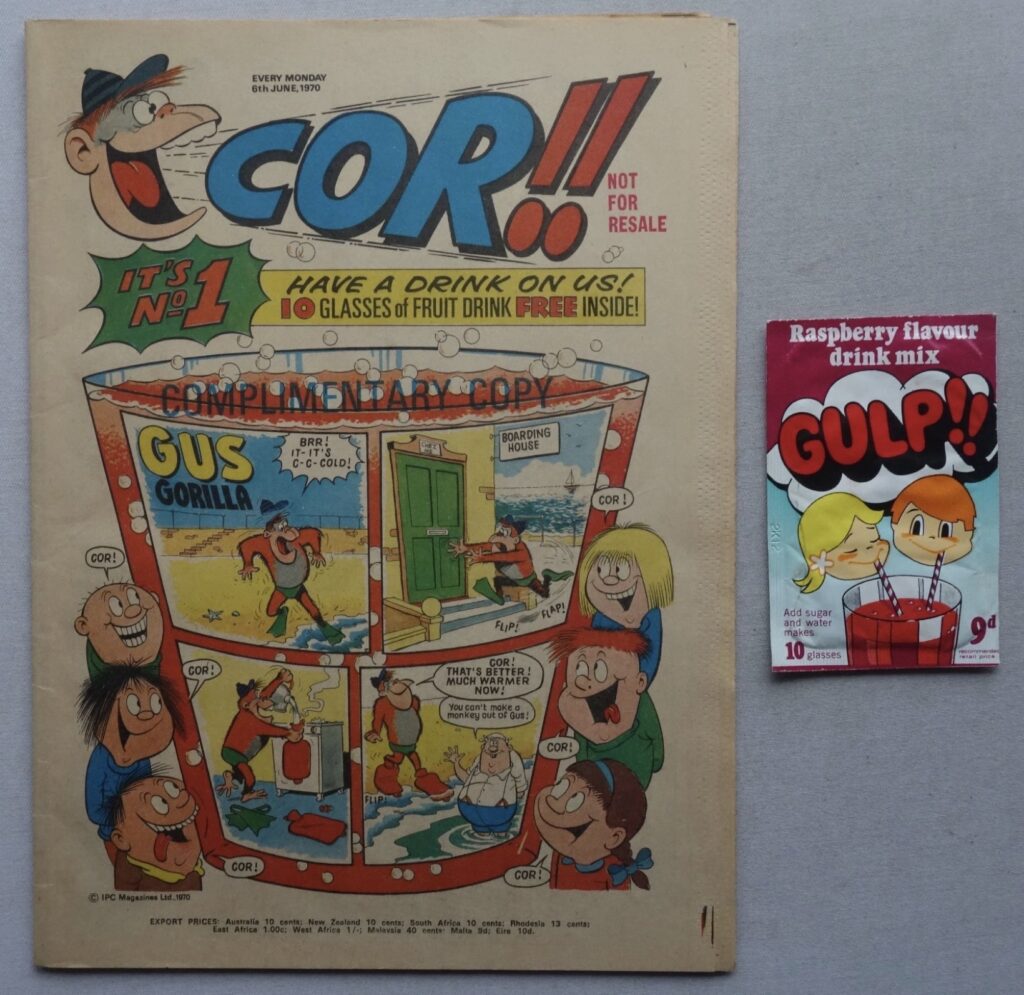 EVERY MONDAY
6th JUNE, 1970
COR!!
NOT
FOR
RESALE
IT'S
No 1
HAVE A DRINK ON US!
10 GLASSES of FRUIT DRINK FREE INSIDE!
COMPLIMENTARY COPY
GUS
GORILLA
BRR!
IT-IT'S
C-C-COLD!
BOARDING
HOUSE
FLIP!
FLAP!
COR!
COR!
COR!
COR!
THAT'S BETTER!
MUCH WARMER
NOW!
You can't make a
monkey out of Gus!
FLIP!
COR!
COR!
COR!
© IPC Magazines Ltd., 1970
EXPORT PRICES: Australia 10 cents; New Zealand 10 cents; South Africa 10 cents; Rhodesia 13 cents;
East Africa 1.00c; West Africa 1/-; Malaysia 40 cents; Malta 9d; Eire 10d.
Raspberry flavour
drink mix
GULP!!
Add sugar
and water
makes
10 glasses
9d
recommended
retail price